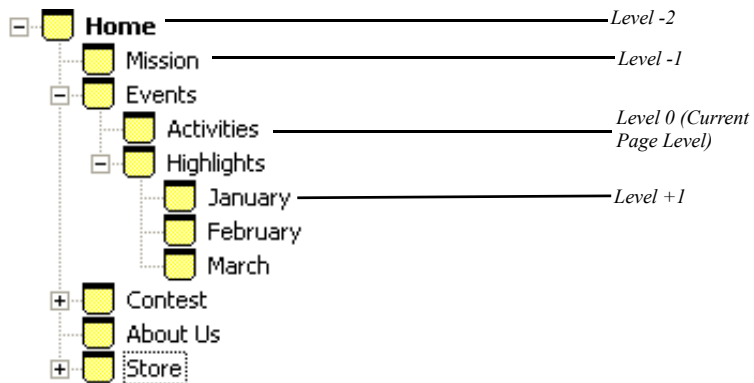 Home
Level -2
Mission
Level -1
Events
Activities
Level 0 (Current
Page Level)
Highlights
January
Level +1
February
March
Contest
About Us
Store